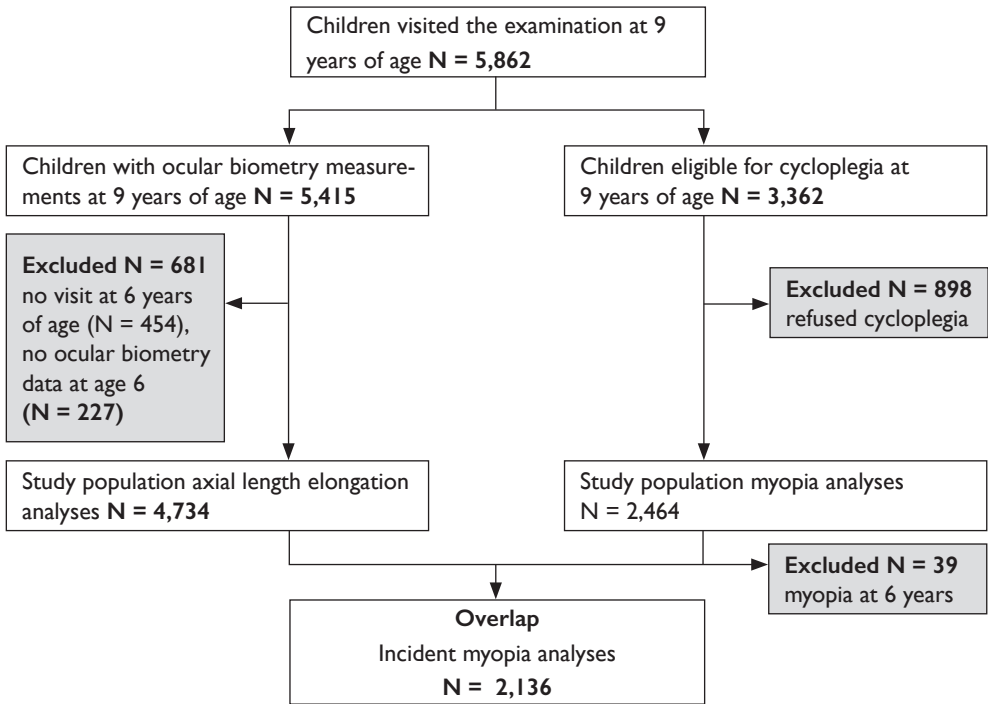 Children visited the examination at 9
years of age N = 5,862
Children with ocular biometry measure-
ments at 9 years of age N = 5,415
Children eligible for cycloplegia at
9 years of age N = 3,362
Excluded N = 681
no visit at 6 years
of age (N = 454),
no ocular biometry
data at age 6
(N = 227)
Excluded N = 898
refused cycloplegia
Study population axial length elongation
analyses N = 4,734
Study population myopia analyses
N = 2,464
Excluded N = 39
myopia at 6 years
Overlap
Incident myopia analyses
N = 2,136